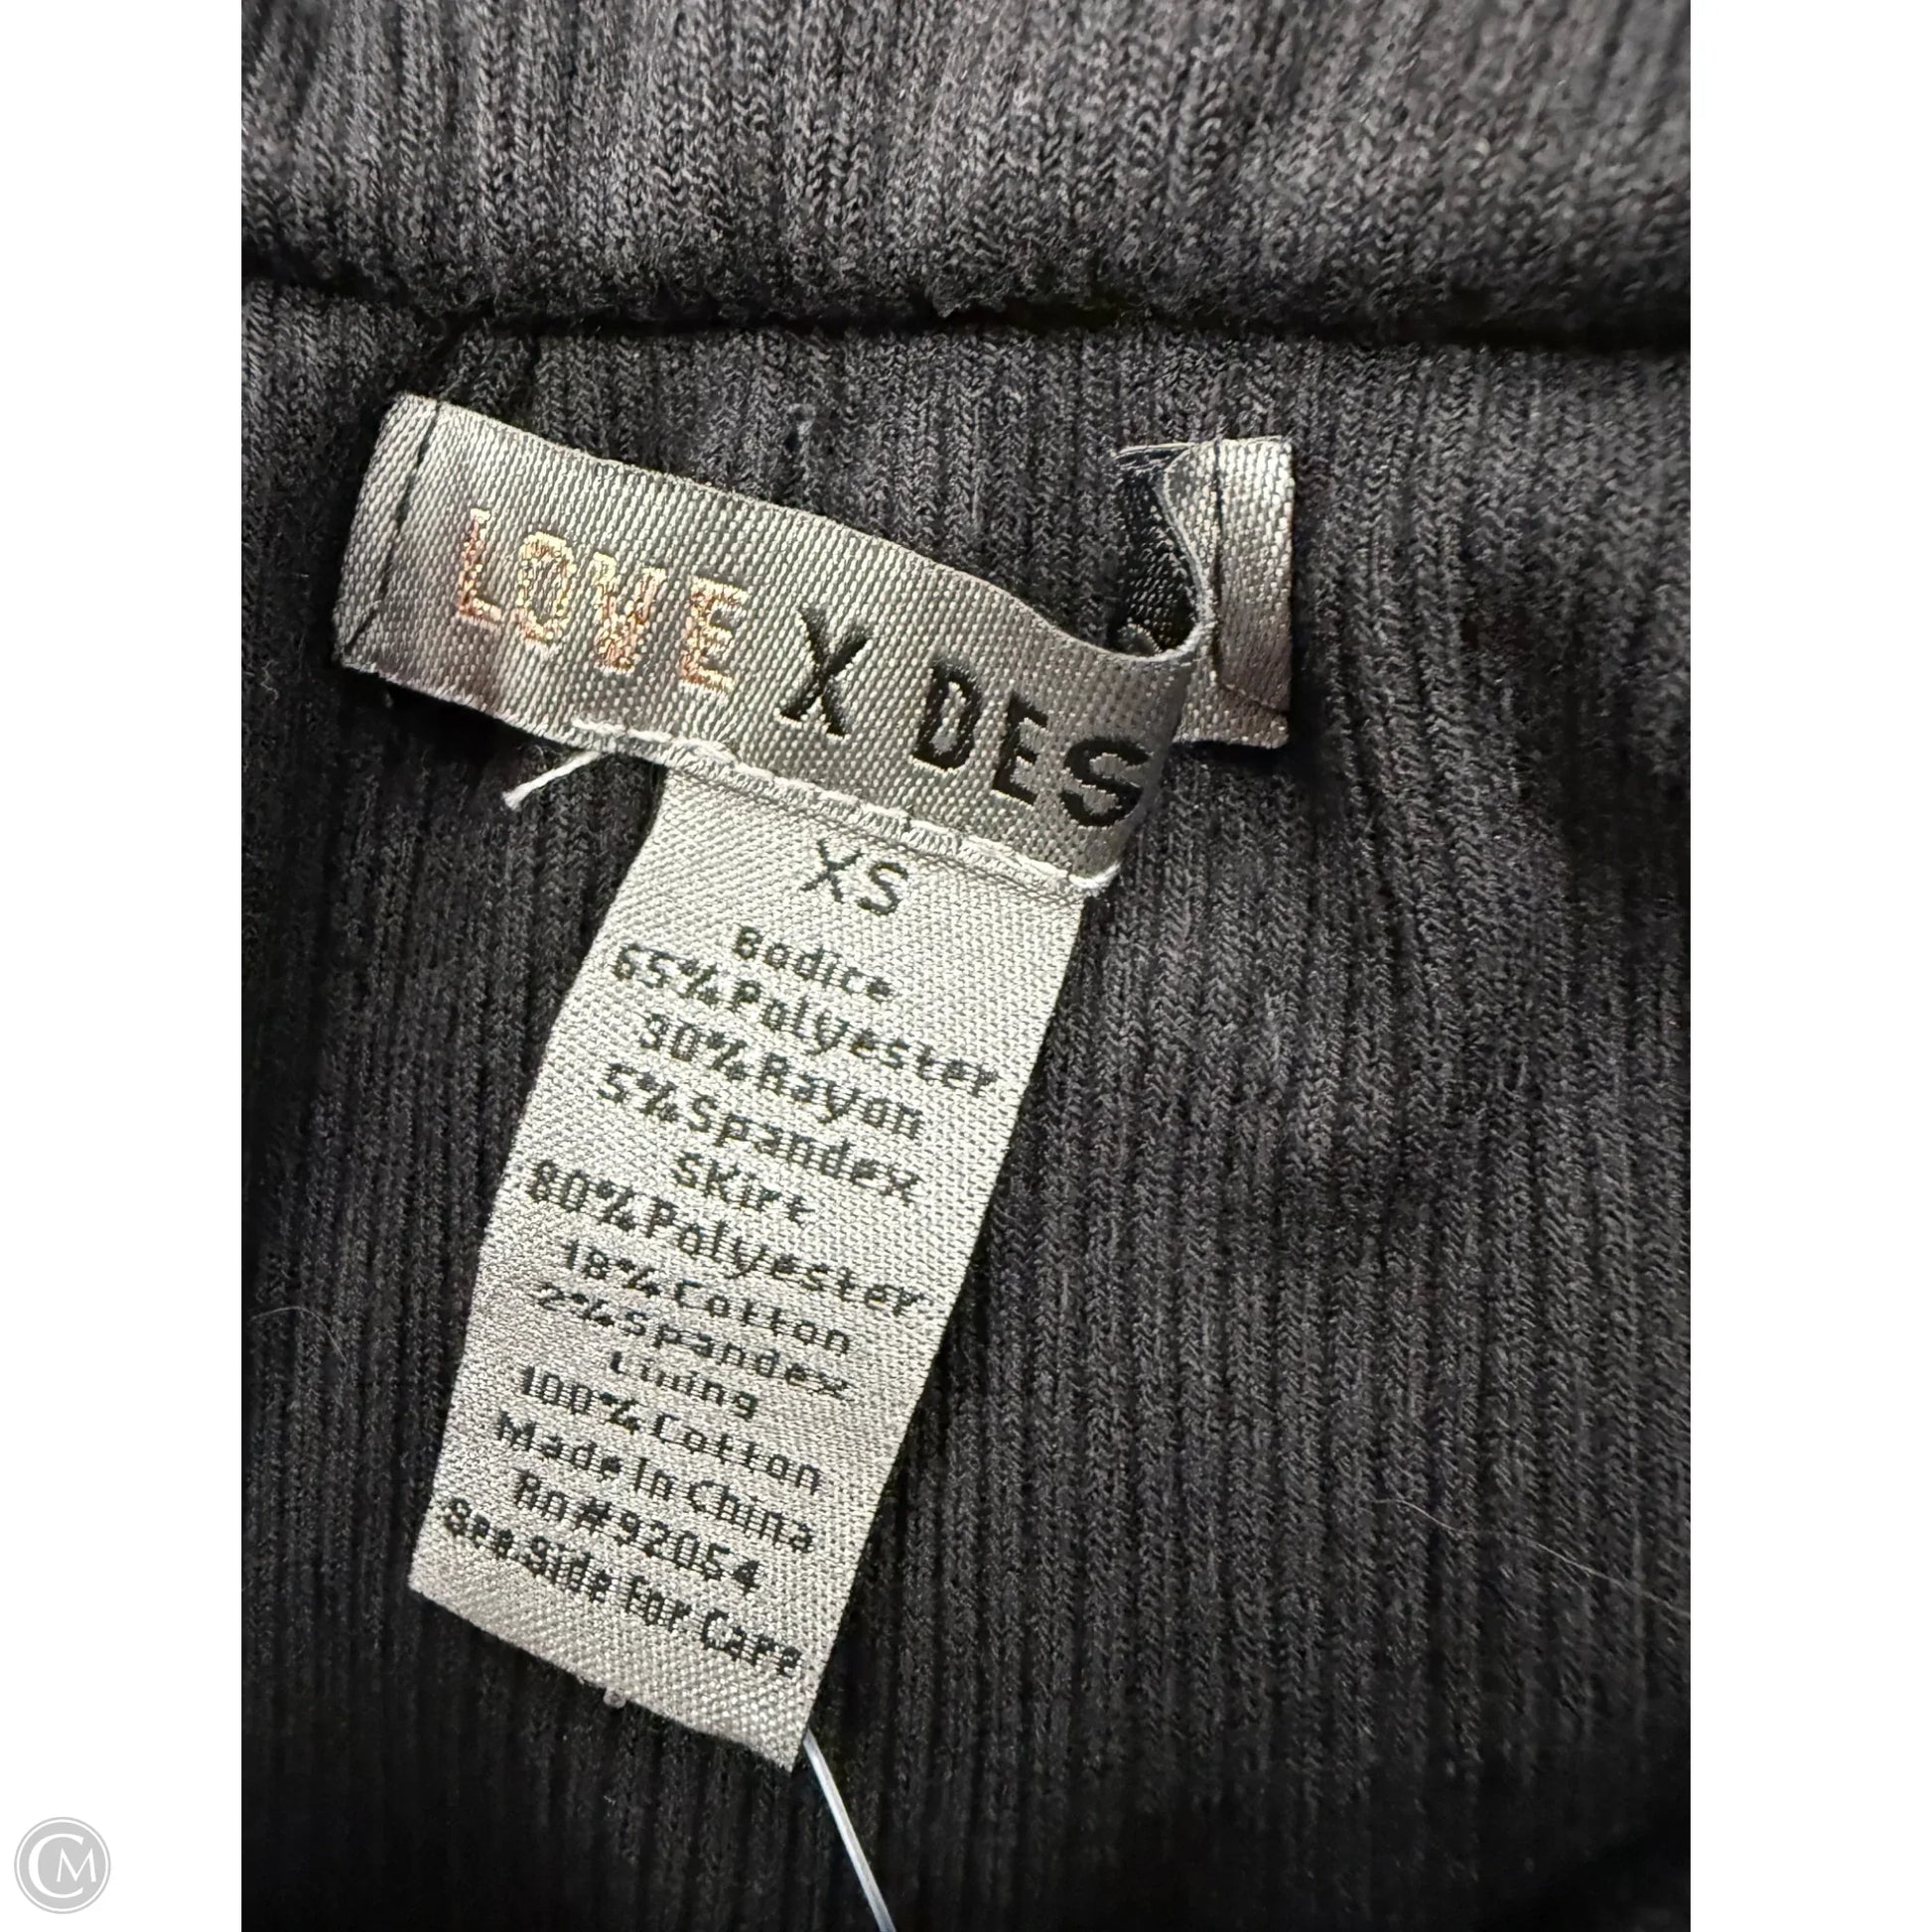 LOVE X DES
XS
Bodice
65% Polyester
30% Rayon
5% Spandex
Skirt
80% Polyester
18% Cotton
2% Spandex
Lining
100% Cotton
Made In China
Rn# 92054
See Side for Care
CM